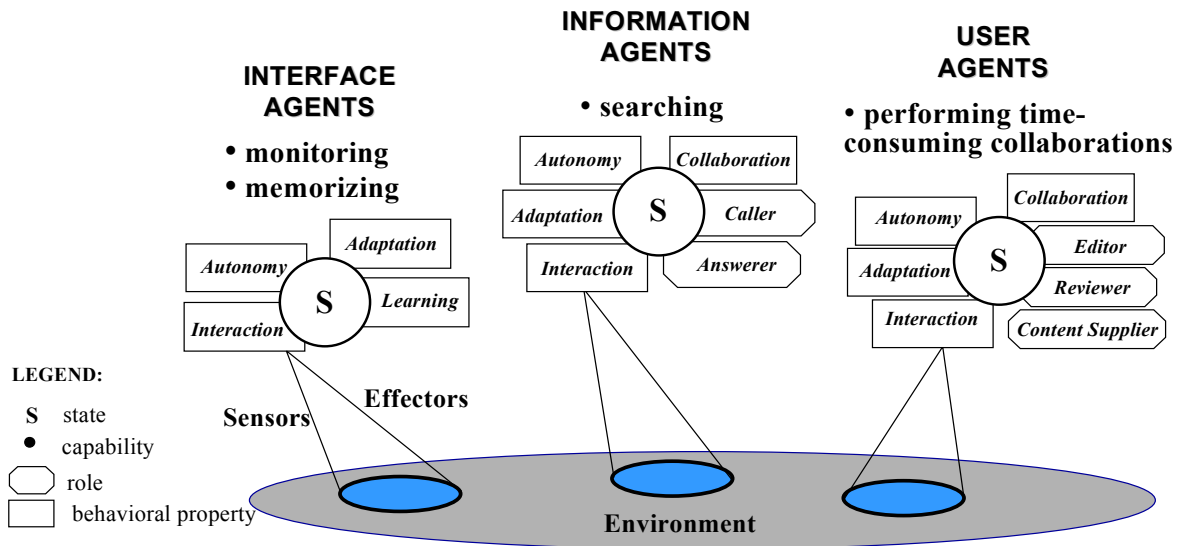 INTERFACE
AGENTS
• monitoring
• memorizing
Autonomy
Adaptation
S
Learning
Interaction
INFORMATION
AGENTS
• searching
Autonomy
Collaboration
Adaptation
S
Caller
Interaction
Answerer
USER
AGENTS
• performing time-
consuming collaborations
Autonomy
Collaboration
Adaptation
S
Editor
Reviewer
Interaction
Content Supplier
Sensors
Effectors
Environment
LEGEND:
S state
• capability
role
behavioral property